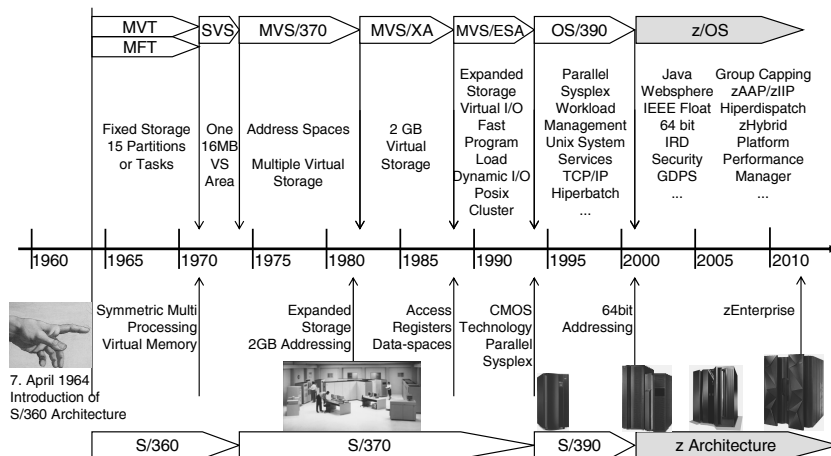 MVT
MFT
SVS
MVS/370
MVS/XA
MVS/ESA
OS/390
z/OS
Fixed Storage
15 Partitions
or Tasks
One
16MB
VS
Area
Address Spaces
Multiple Virtual
Storage
2 GB
Virtual
Storage
Expanded
Storage
Virtual I/O
Fast
Program
Load
Dynamic I/O
Posix
Cluster
Parallel
Sysplex
Workload
Management
Unix System
Services
TCP/IP
Hiperbatch
...
Java
Websphere
IEEE Float
64 bit
IRD
Security
GDPS
...
Group Capping
zAAP/zIIP
Hiperdispatch
zHybrid
Platform
Performance
Manager
...
1960
1965
1970
1975
1980
1985
1990
1995
2000
2005
2010
7. April 1964
Introduction of
S/360 Architecture
Symmetric Multi
Processing
Virtual Memory
Expanded
Storage
2GB Addressing
Access
Registers
Data-spaces
CMOS
Technology
Parallel
Sysplex
64bit
Addressing
zEnterprise
S/360
S/370
S/390
z Architecture